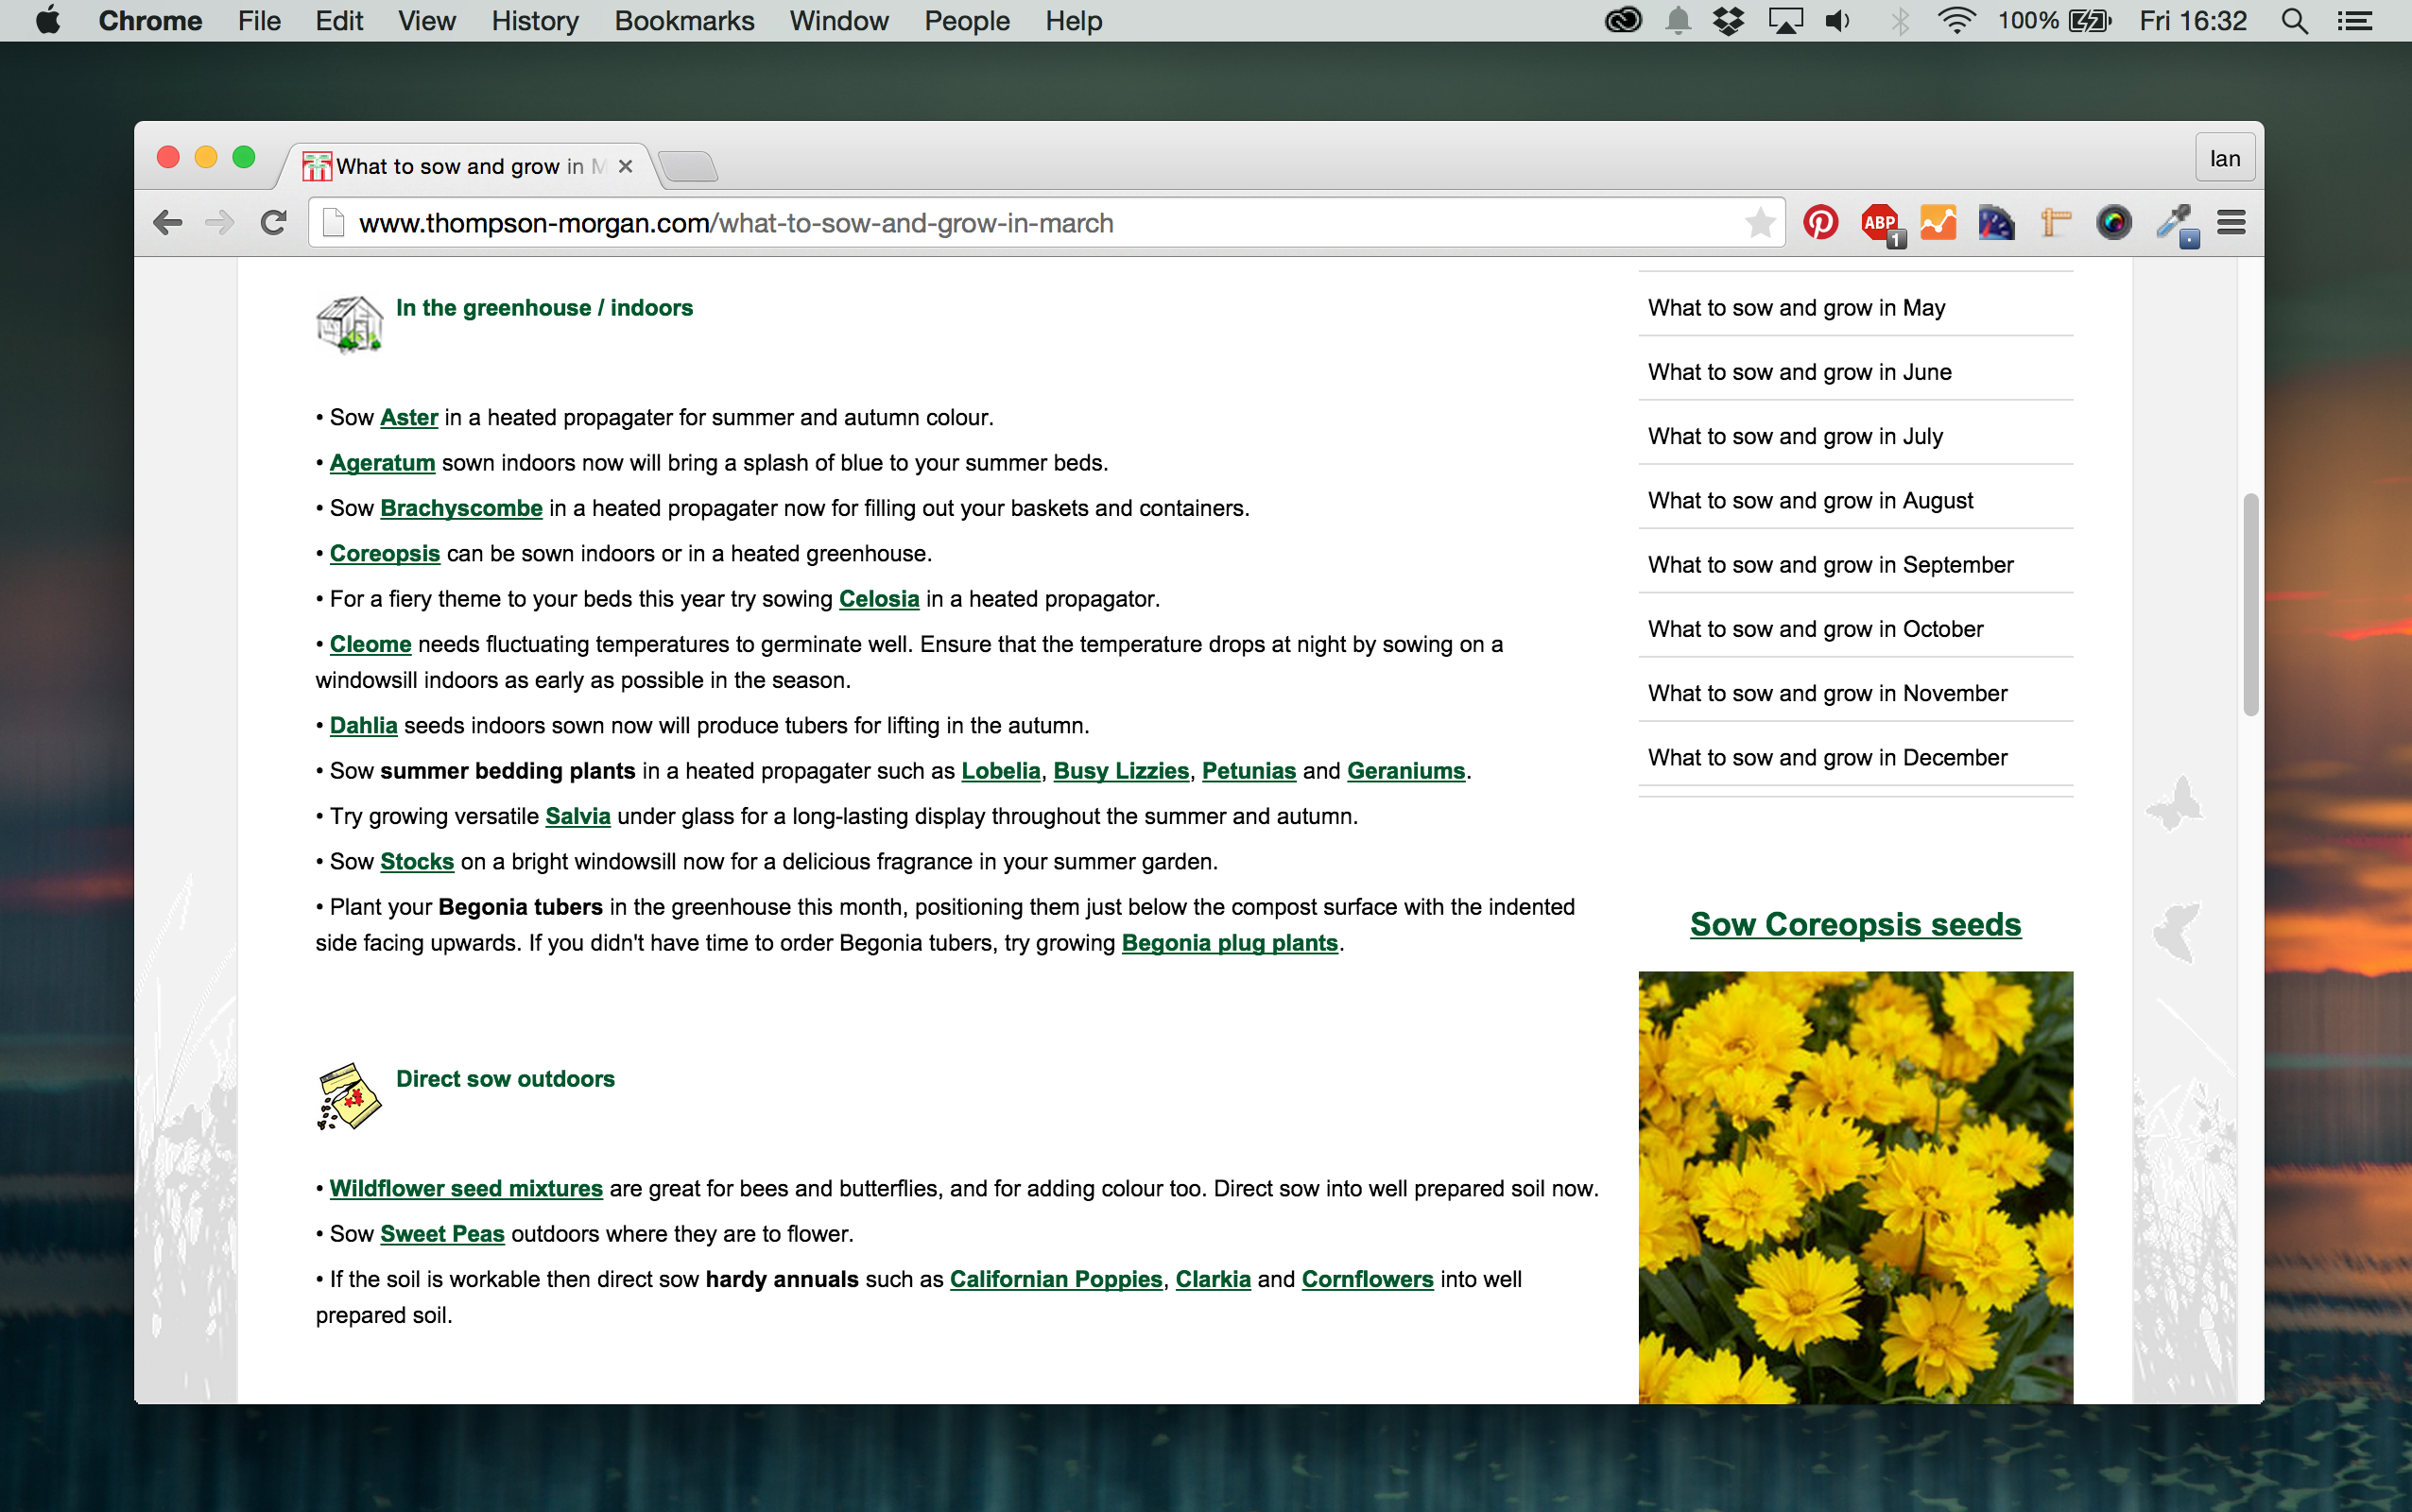 Chrome File Edit View History Bookmarks Window People Help 100% Fri 16:32
What to sow and grow in M
Ian
www.thompson-morgan.com/what-to-sow-and-grow-in-march
ABP
1
In the greenhouse / indoors
• Sow Aster in a heated propagater for summer and autumn colour.
• Ageratum sown indoors now will bring a splash of blue to your summer beds.
• Sow Brachyscombe in a heated propagater now for filling out your baskets and containers.
• Coreopsis can be sown indoors or in a heated greenhouse.
• For a fiery theme to your beds this year try sowing Celosia in a heated propagator.
• Cleome needs fluctuating temperatures to germinate well. Ensure that the temperature drops at night by sowing on a
windowsill indoors as early as possible in the season.
• Dahlia seeds indoors sown now will produce tubers for lifting in the autumn.
• Sow summer bedding plants in a heated propagater such as Lobelia, Busy Lizzies, Petunias and Geraniums.
• Try growing versatile Salvia under glass for a long-lasting display throughout the summer and autumn.
• Sow Stocks on a bright windowsill now for a delicious fragrance in your summer garden.
• Plant your Begonia tubers in the greenhouse this month, positioning them just below the compost surface with the indented
side facing upwards. If you didn't have time to order Begonia tubers, try growing Begonia plug plants.
Direct sow outdoors
• Wildflower seed mixtures are great for bees and butterflies, and for adding colour too. Direct sow into well prepared soil now.
• Sow Sweet Peas outdoors where they are to flower.
• If the soil is workable then direct sow hardy annuals such as Californian Poppies, Clarkia and Cornflowers into well
prepared soil.
What to sow and grow in May
What to sow and grow in June
What to sow and grow in July
What to sow and grow in August
What to sow and grow in September
What to sow and grow in October
What to sow and grow in November
What to sow and grow in December
Sow Coreopsis seeds